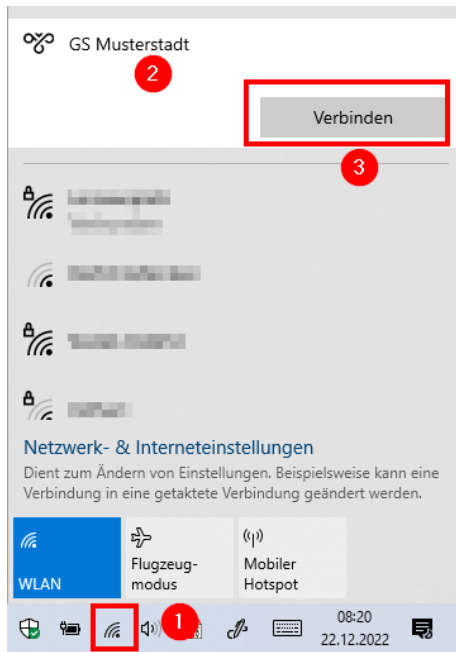 GS Musterstadt
2
Verbinden
3
Netzwerk- & Interneteinstellungen
Dient zum Ändern von Einstellungen. Beispielsweise kann eine
Verbindung in eine getaktete Verbindung geändert werden.
WLAN
Flugzeug-
modus
Mobiler
Hotspot
1
08:20
22.12.2022